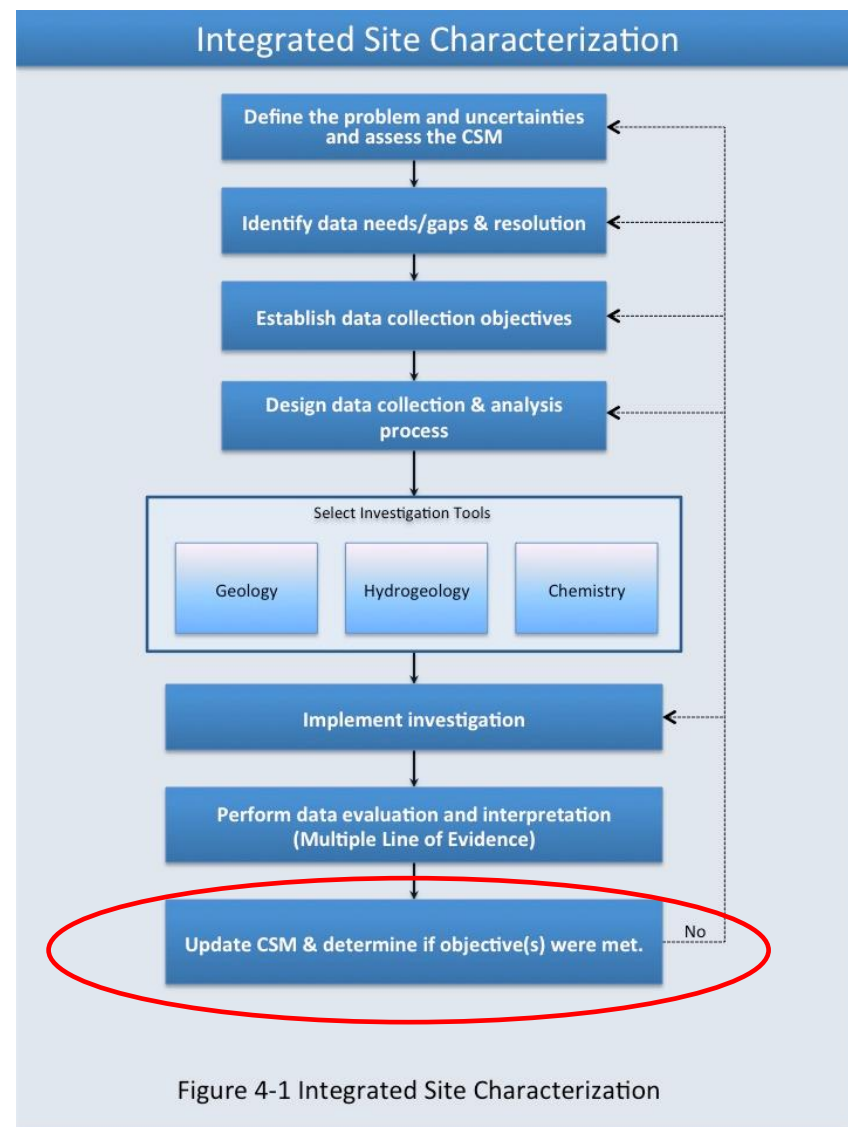 Integrated Site Characterization
Define the problem and uncertainties
and assess the CSM
Identify data needs/gaps & resolution
Establish data collection objectives
Design data collection & analysis
process
Select Investigation Tools
Geology
Hydrogeology
Chemistry
Implement investigation
Perform data evaluation and interpretation
(Multiple Line of Evidence)
Update CSM & determine if objective(s) were met.
No
Figure 4-1 Integrated Site Characterization